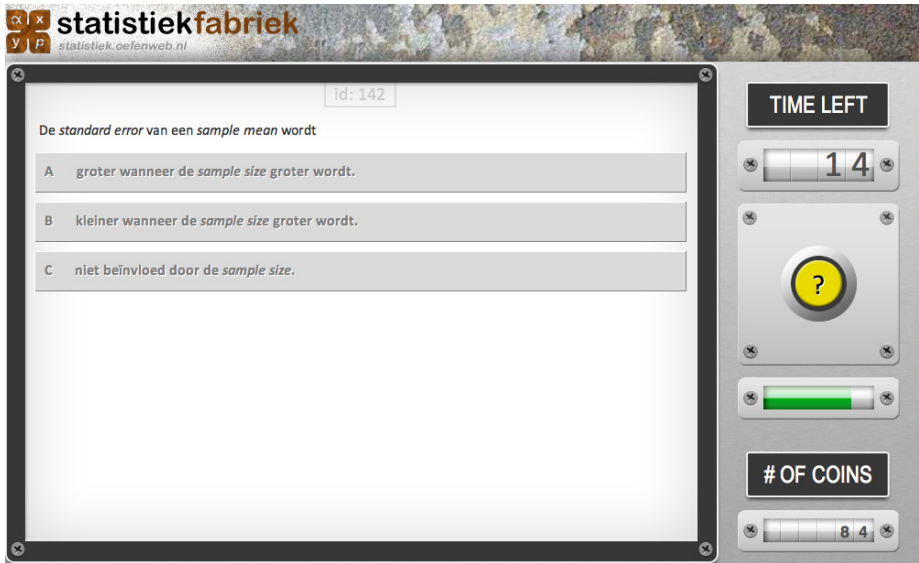 α x
y p
statistiekfabriek
statistiek.oefenweb.nl
id: 142
De standard error van een sample mean wordt
A groter wanneer de sample size groter wordt.
B kleiner wanneer de sample size groter wordt.
C niet beïnvloed door de sample size.
TIME LEFT
14
?
# OF COINS
84